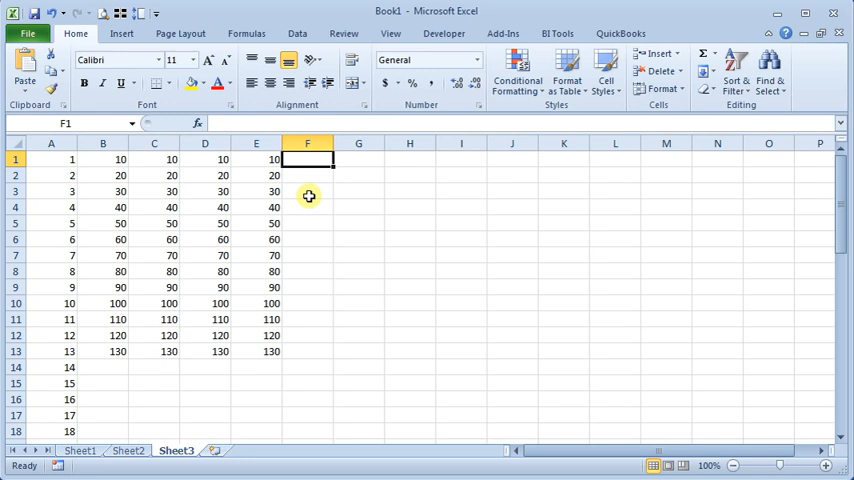 Book1 - Microsoft Excel
File Home Insert Page Layout Formulas Data Review View Developer Add-Ins BI Tools QuickBooks
Calibri 11 General Insert
Paste Conditional Format Cell Delete Sort & Find &
Formatting as Table Styles Format Filter Select
Clipboard Font Alignment Number Styles Cells Editing
F1 fx
A B C D E F G H I J K L M N O P
1 1 10 10 10 10
2 2 20 20 20 20
3 3 30 30 30 30
4 4 40 40 40 40
5 5 50 50 50 50
6 6 60 60 60 60
7 7 70 70 70 70
8 8 80 80 80 80
9 9 90 90 90 90
10 10 100 100 100 100
11 11 110 110 110 110
12 12 120 120 120 120
13 13 130 130 130 130
14 14
15 15
16 16
17 17
18 18
Sheet1 Sheet2 Sheet3
Ready 100%